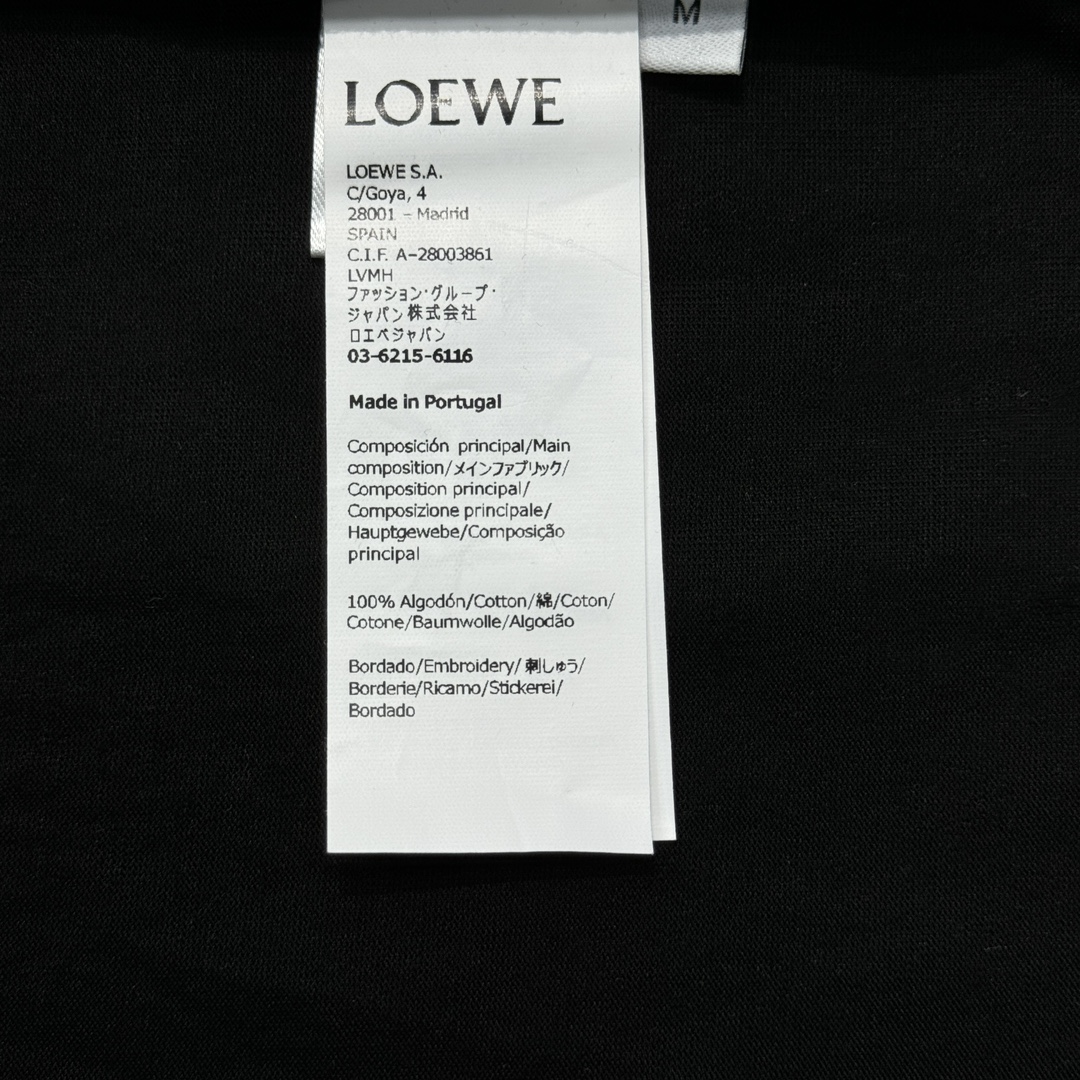 M
LOEWE
LOEWE S.A.
C/Goya, 4
28001 – Madrid
SPAIN
C.I.F. A-28003861
LVMH
ファッション・グループ・
ジャパン株式会社
ロエベジャパン
03-6215-6116
Made in Portugal
Composición principal/Main
composition/メインファブリック/
Composition principal/
Composizione principale/
Hauptgewebe/Composição
principal
100% Algodón/Cotton/綿/Coton/
Cotone/Baumwolle/Algodão
Bordado/Embroidery/刺しゅう/
Borderie/Ricamo/Stickerei/
Bordado